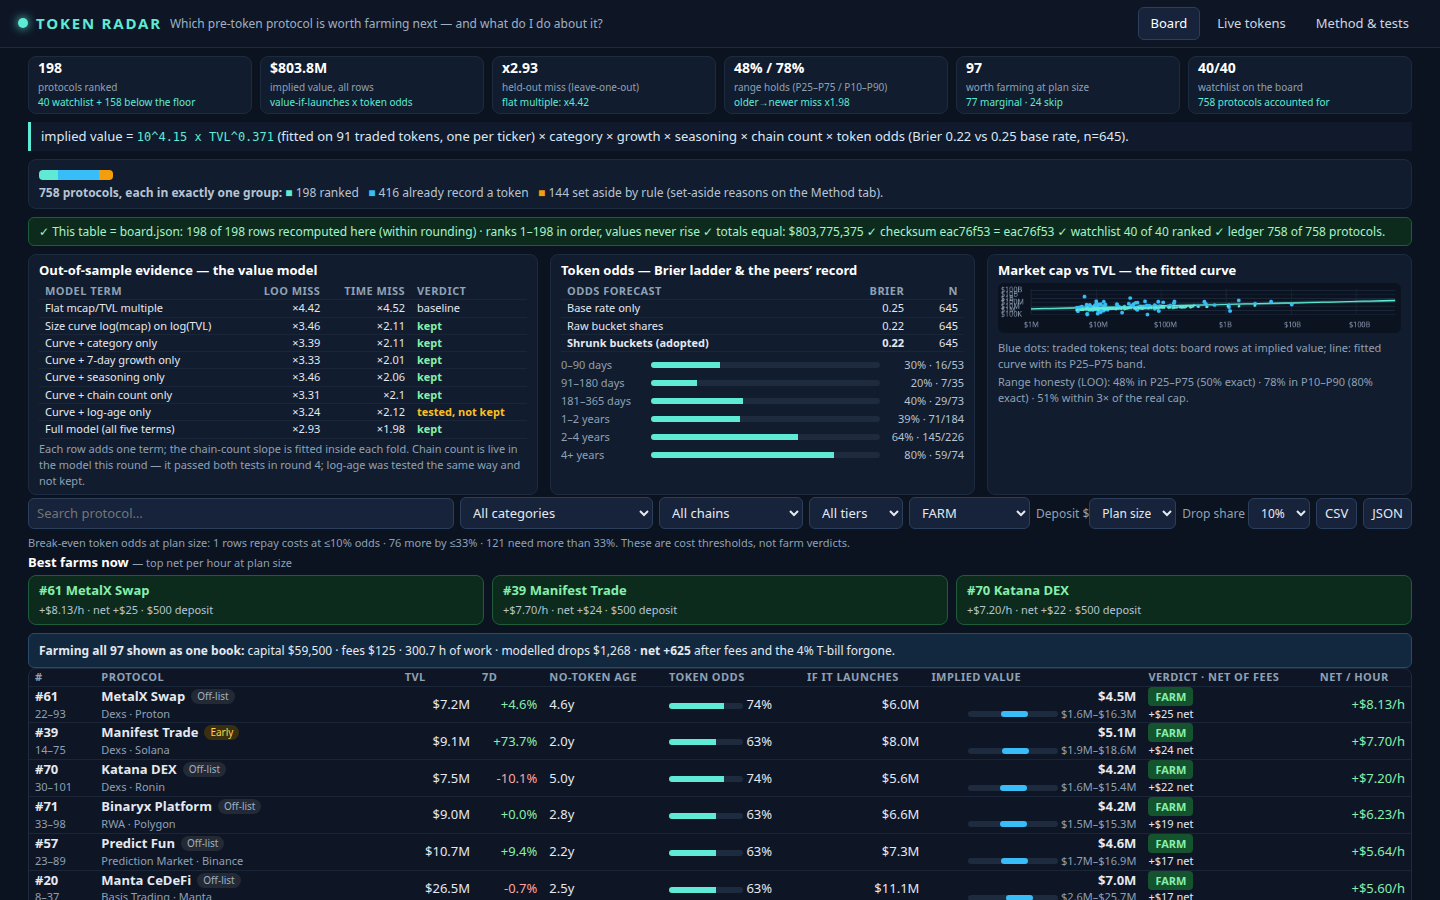 TOKEN RADAR Which pre-token protocol is worth farming next — and what do I do about it? Board Live tokens Method & tests
198
protocols ranked
40 watchlist + 158 below the floor
$803.8M
implied value, all rows
value-if-launches x token odds
x2.93
held-out miss (leave-one-out)
flat multiple: x4.42
48% / 78%
range holds (P25–P75 / P10–P90)
older→newer miss x1.98
97
worth farming at plan size
77 marginal · 24 skip
40/40
watchlist on the board
758 protocols accounted for
implied value = 10^4.15 x TVL^0.371 (fitted on 91 traded tokens, one per ticker) × category × growth × seasoning × chain count × token odds (Brier 0.22 vs 0.25 base rate, n=645).
758 protocols, each in exactly one group: 198 ranked 416 already record a token 144 set aside by rule (set-aside reasons on the Method tab).
✓ This table = board.json: 198 of 198 rows recomputed here (within rounding) · ranks 1–198 in order, values never rise ✓ totals equal: $803,775,375 ✓ checksum eac76f53 = eac76f53 ✓ watchlist 40 of 40 ranked ✓ ledger 758 of 758 protocols.
Out-of-sample evidence — the value model
MODEL TERM LOO MISS TIME MISS VERDICT
Flat mcap/TVL multiple ×4.42 ×4.52 baseline
Size curve log(mcap) on log(TVL) ×3.46 ×2.11 kept
Curve + category only ×3.39 ×2.11 kept
Curve + 7-day growth only ×3.33 ×2.01 kept
Curve + seasoning only ×3.46 ×2.06 kept
Curve + chain count only ×3.31 ×2.1 kept
Curve + log-age only ×3.24 ×2.12 tested, not kept
Full model (all five terms) ×2.93 ×1.98 kept
Each row adds one term; the chain-count slope is fitted inside each fold. Chain count is live in
the model this round — it passed both tests in round 4; log-age was tested the same way and
not kept.
Token odds — Brier ladder & the peers’ record
ODDS FORECAST BRIER N
Base rate only 0.25 645
Raw bucket shares 0.22 645
Shrunk buckets (adopted) 0.22 645
0–90 days 30% · 16/53
91–180 days 20% · 7/35
181–365 days 40% · 29/73
1–2 years 39% · 71/184
2–4 years 64% · 145/226
4+ years 80% · 59/74
Market cap vs TVL — the fitted curve
$100B
$100K
$1M $10M $100M $1B $10B $100B
Blue dots: traded tokens; teal dots: board rows at implied value; line: fitted
curve with its P25–P75 band.
Range honesty (LOO): 48% in P25–P75 (50% exact) · 78% in P10–P90 (80%
exact) · 51% within 3× of the real cap.
Search protocol... All categories All chains All tiers FARM Deposit $ Plan size Drop share 10% CSV JSON
Break-even token odds at plan size: 1 rows repay costs at ≤10% odds · 76 more by ≤33% · 121 need more than 33%. These are cost thresholds, not farm verdicts.
Best farms now — top net per hour at plan size
#61 MetalX Swap
+$8.13/h · net +$25 · $500 deposit
#39 Manifest Trade
+$7.70/h · net +$24 · $500 deposit
#70 Katana DEX
+$7.20/h · net +$22 · $500 deposit
Farming all 97 shown as one book: capital $59,500 · fees $125 · 300.7 h of work · modelled drops $1,268 · net +625 after fees and the 4% T-bill forgone.
# PROTOCOL TVL 7D NO-TOKEN AGE TOKEN ODDS IF IT LAUNCHES IMPLIED VALUE VERDICT · NET OF FEES NET / HOUR
#61 MetalX Swap Off-list $7.2M +4.6% 4.6y 74% $6.0M $4.5M FARM +$8.13/h
22–93 Dexs · Proton $1.6M–$16.3M +$25 net
#39 Manifest Trade Early $9.1M +73.7% 2.0y 63% $8.0M $5.1M FARM +$7.70/h
14–75 Dexs · Solana $1.9M–$18.6M +$24 net
#70 Katana DEX Off-list $7.5M -10.1% 5.0y 74% $5.6M $4.2M FARM +$7.20/h
30–101 Dexs · Ronin $1.6M–$15.4M +$22 net
#71 Binaryx Platform Off-list $9.0M +0.0% 2.8y 63% $6.6M $4.2M FARM +$6.23/h
33–98 RWA · Polygon $1.5M–$15.3M +$19 net
#57 Predict Fun Off-list $10.7M +9.4% 2.2y 63% $7.3M $4.6M FARM +$5.64/h
23–89 Prediction Market · Binance $1.7M–$16.9M +$17 net
#20 Manta CeDeFi Off-list $26.5M -0.7% 2.5y 63% $11.1M $7.0M FARM +$5.60/h
8–37 Basis Trading · Manta $2.6M–$25.7M +$17 net